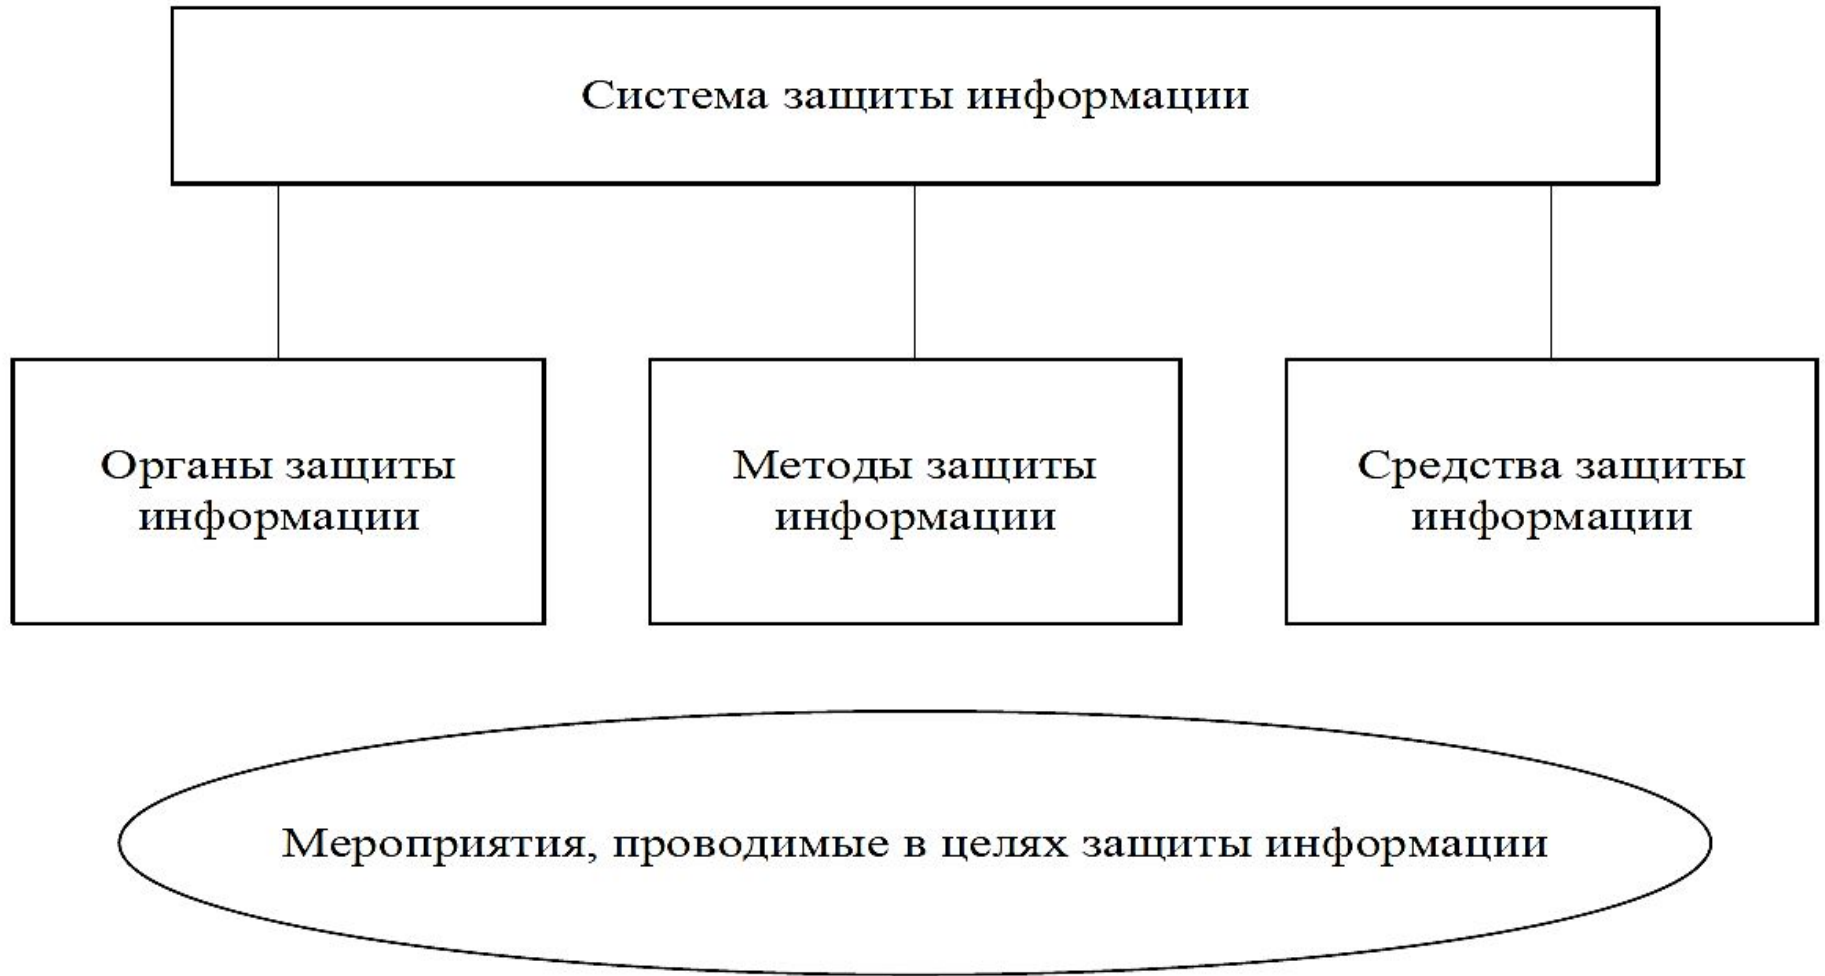 Система защиты информации
Органы защиты
информации
Методы защиты
информации
Средства защиты
информации
Мероприятия, проводимые в целях защиты информации